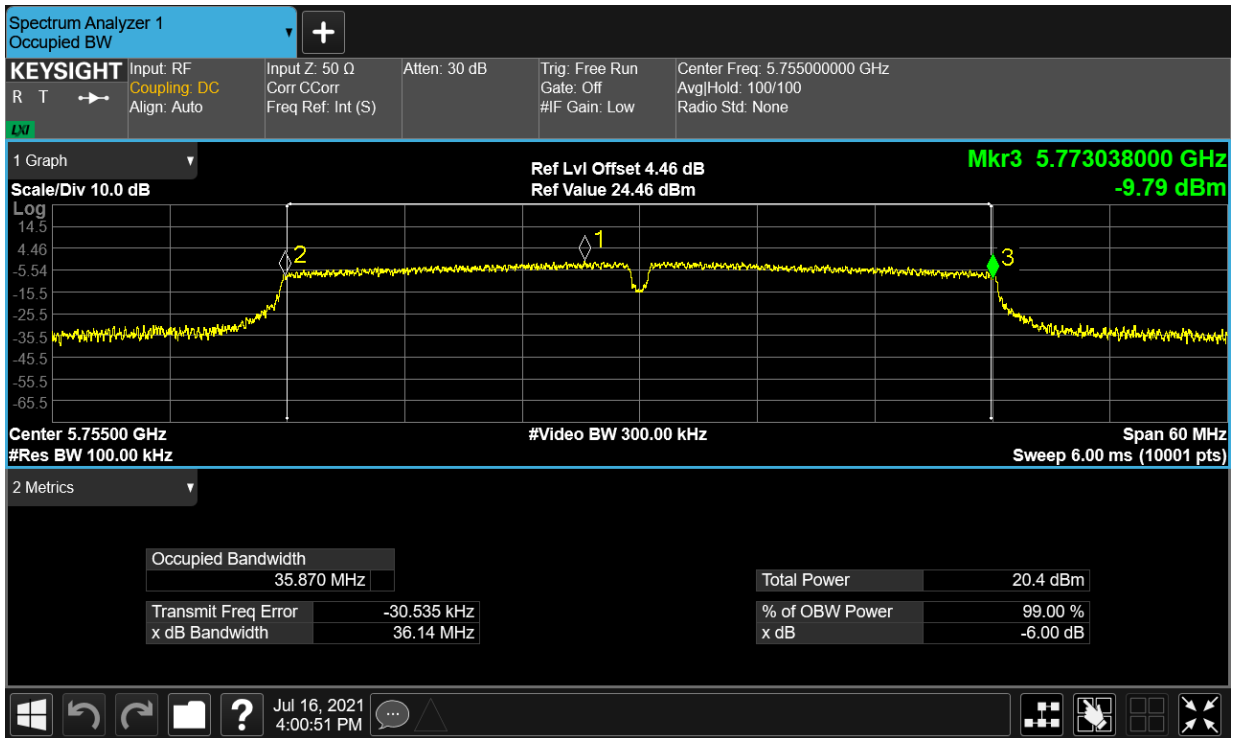 Spectrum Analyzer 1
Occupied BW
▼
+
KEYSIGHT
R T
LXI
Input: RF
Coupling: DC
Align: Auto
Input Z: 50 Ω
Corr CCorr
Freq Ref: Int (S)
Atten: 30 dB
Trig: Free Run
Gate: Off
#IF Gain: Low
Center Freq: 5.755000000 GHz
Avg|Hold: 100/100
Radio Std: None
1 Graph ▼
Scale/Div 10.0 dB
Ref Lvl Offset 4.46 dB
Ref Value 24.46 dBm
Mkr3 5.773038000 GHz
-9.79 dBm
Log
14.5
4.46
-5.54
-15.5
-25.5
-35.5
-45.5
-55.5
-65.5
2
1
3
Center 5.75500 GHz
#Video BW 300.00 kHz
Span 60 MHz
#Res BW 100.00 kHz
Sweep 6.00 ms (10001 pts)
2 Metrics ▼
Occupied Bandwidth
35.870 MHz
Transmit Freq Error -30.535 kHz
x dB Bandwidth 36.14 MHz
Total Power 20.4 dBm
% of OBW Power 99.00 %
x dB -6.00 dB
?
Jul 16, 2021
4:00:51 PM